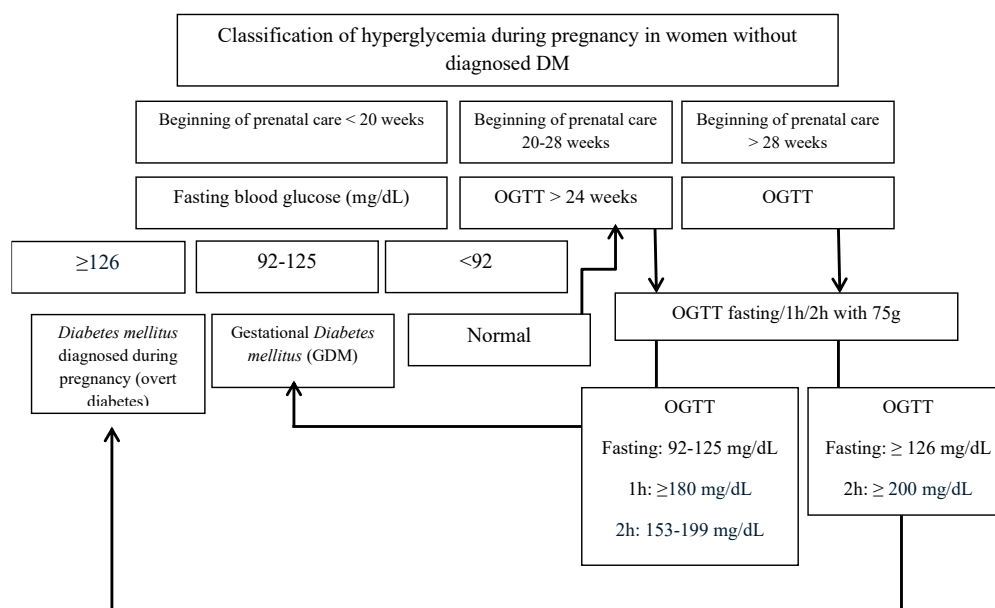 Classification of hyperglycemia during pregnancy in women without
diagnosed DM
Beginning of prenatal care < 20 weeks
Beginning of prenatal care
20-28 weeks
Beginning of prenatal care
> 28 weeks
Fasting blood glucose (mg/dL)
OGTT > 24 weeks
OGTT
≥126
92-125
<92
OGTT fasting/1h/2h with 75g
Diabetes mellitus
diagnosed during
pregnancy (overt
diabetes)
Gestational Diabetes
mellitus (GDM)
Normal
OGTT
Fasting: 92-125 mg/dL
1h: ≥180 mg/dL
2h: 153-199 mg/dL
OGTT
Fasting: ≥ 126 mg/dL
2h: ≥ 200 mg/dL